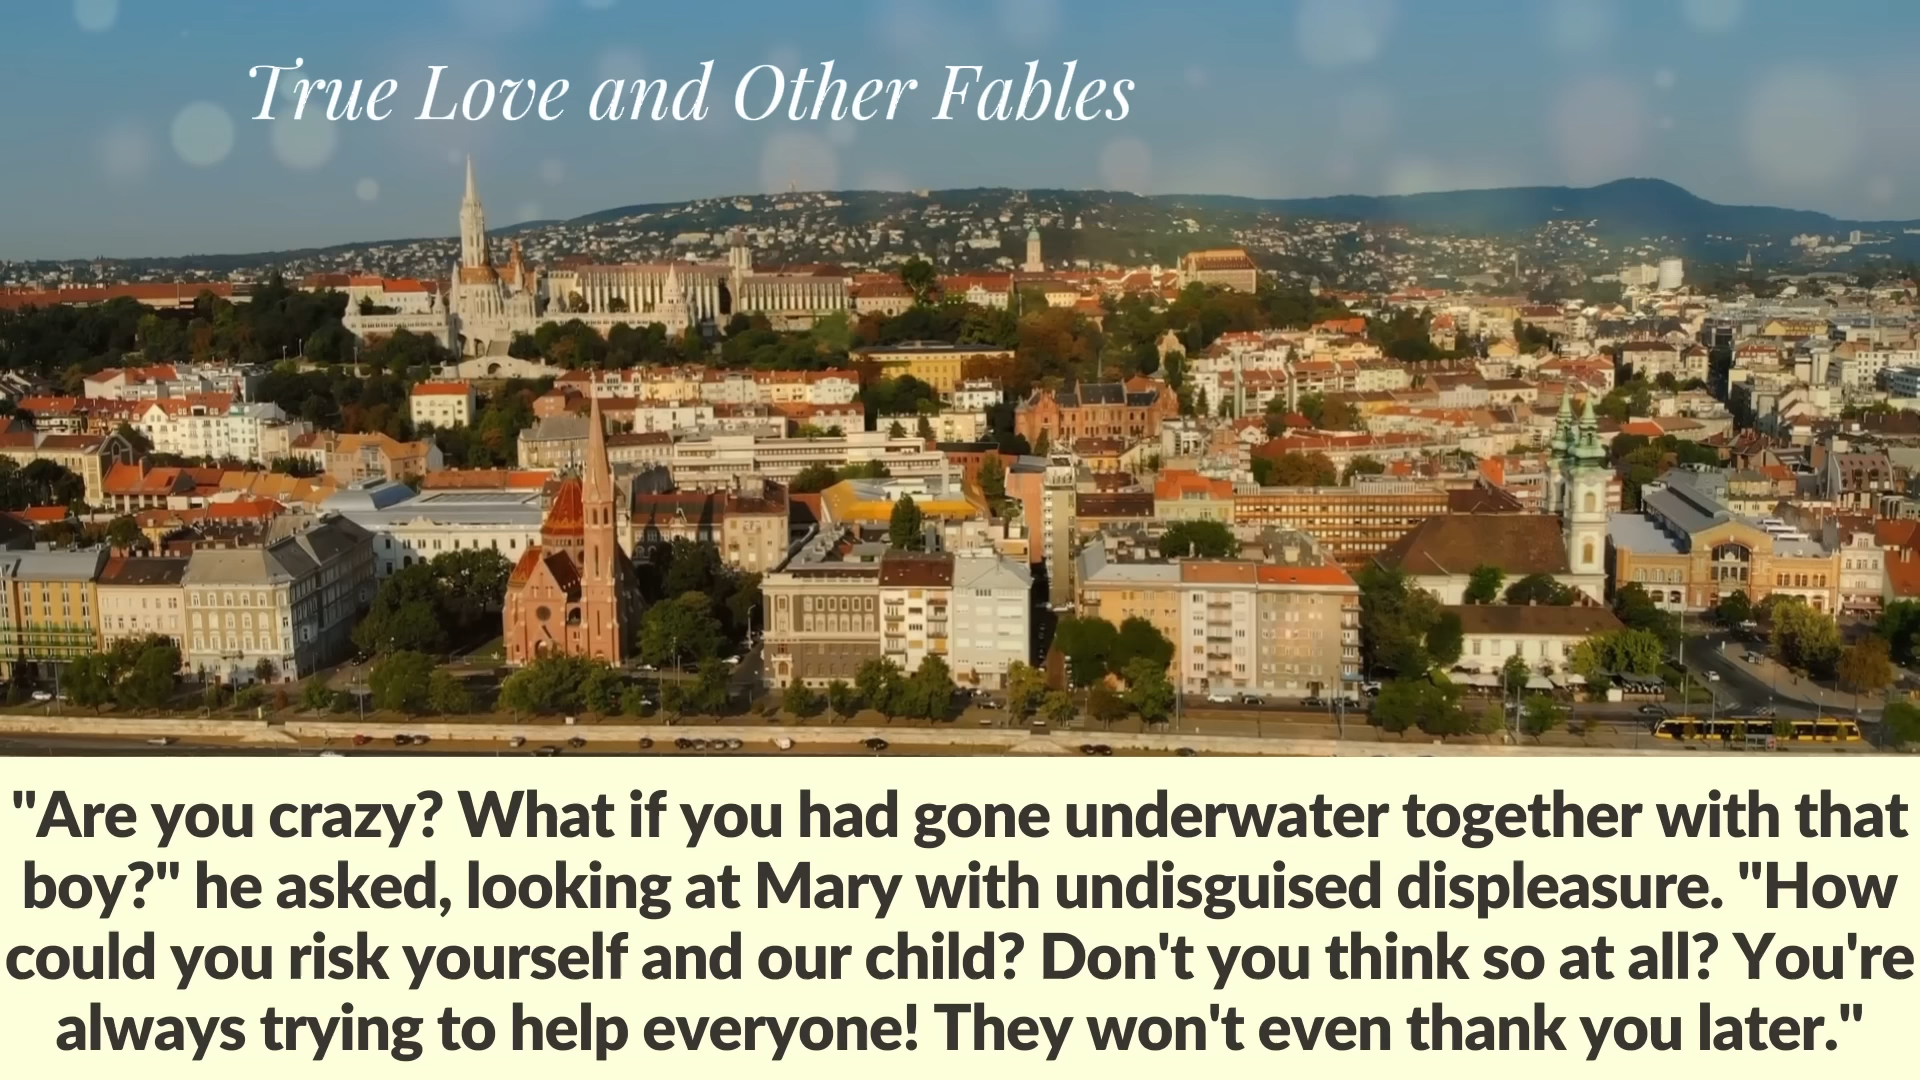 True Love and Other Fables
"Are you crazy? What if you had gone underwater together with that
boy?" he asked, looking at Mary with undisguised displeasure. "How
could you risk yourself and our child? Don't you think so at all? You're
always trying to help everyone! They won't even thank you later."